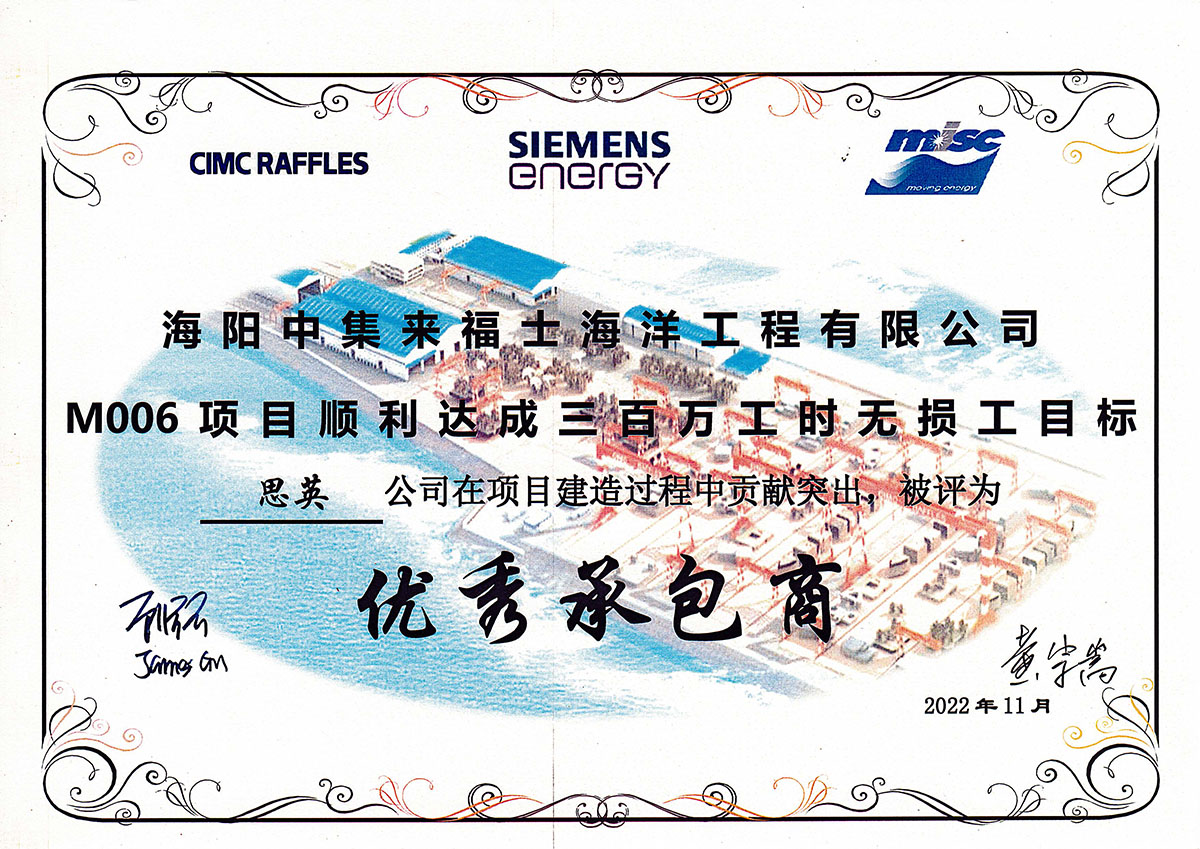 CIMC RAFFLES
SIEMENS
energy
misc
moving energy
海阳中集来福士海洋工程有限公司
M006项目顺利达成三百万工时无损工目标
思英 公司在项目建造过程中贡献突出，被评为
优秀承包商
James Gu
黄宗嵩
2022年11月